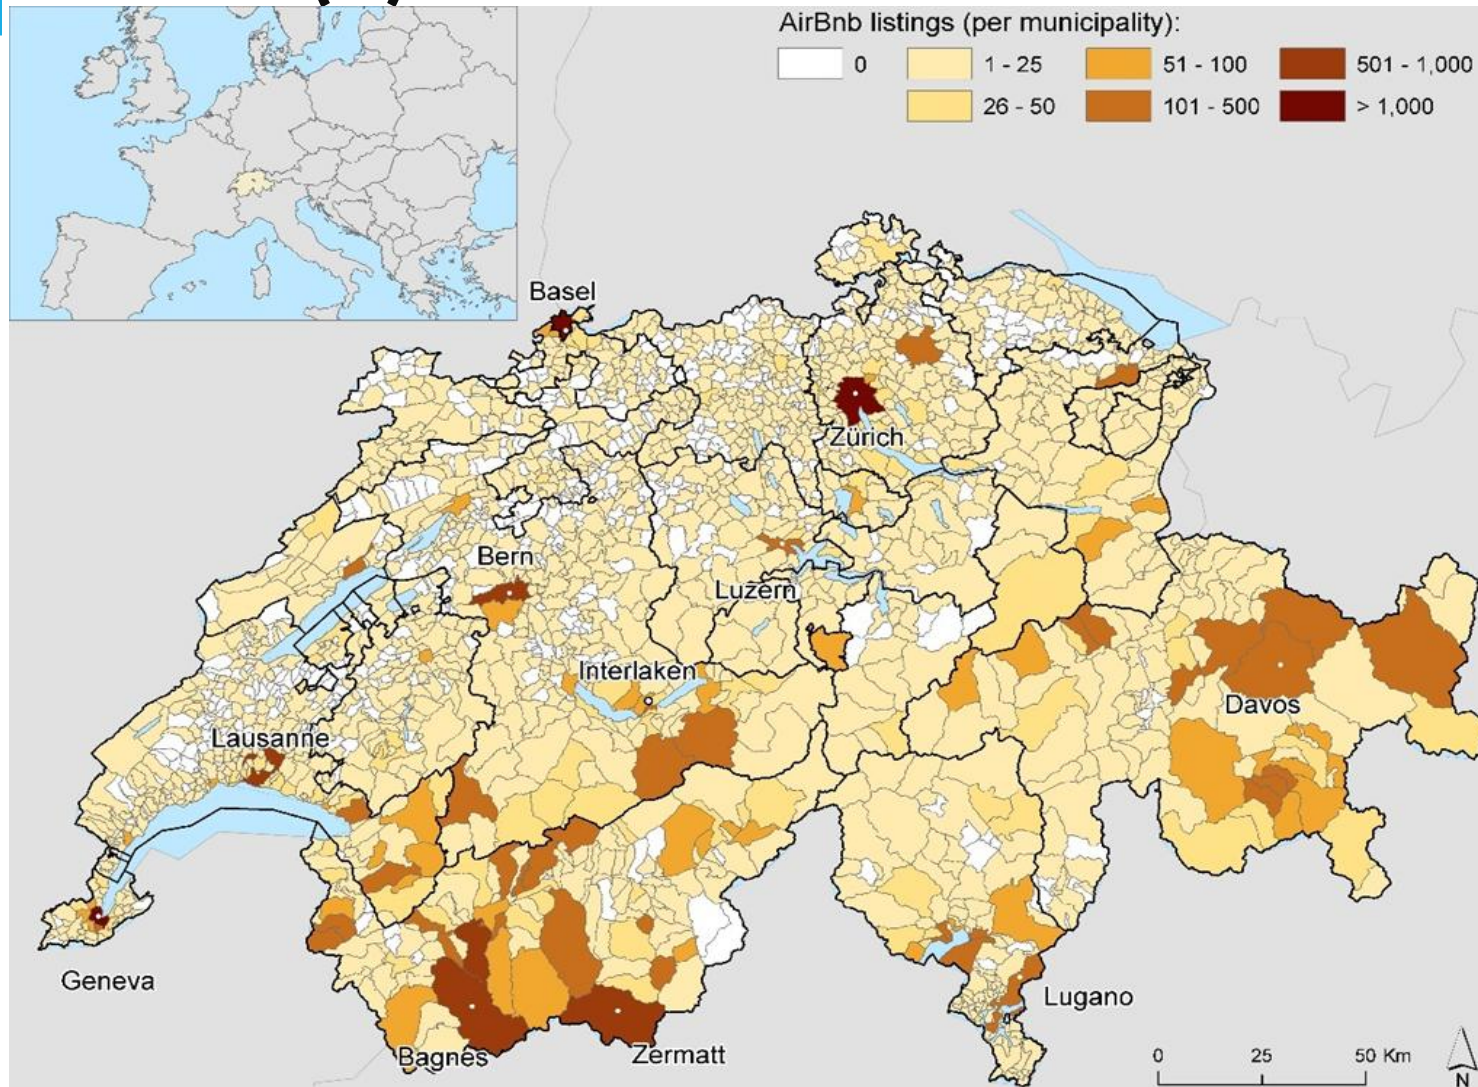 AirBnb listings (per municipality):
0
1 - 25
51 - 100
501 - 1,000
26 - 50
101 - 500
> 1,000
Basel
Zürich
Bern
Luzern
Interlaken
Davos
Lausanne
Geneva
Lugano
Bagnes
Zermatt
0 25 50 Km
N